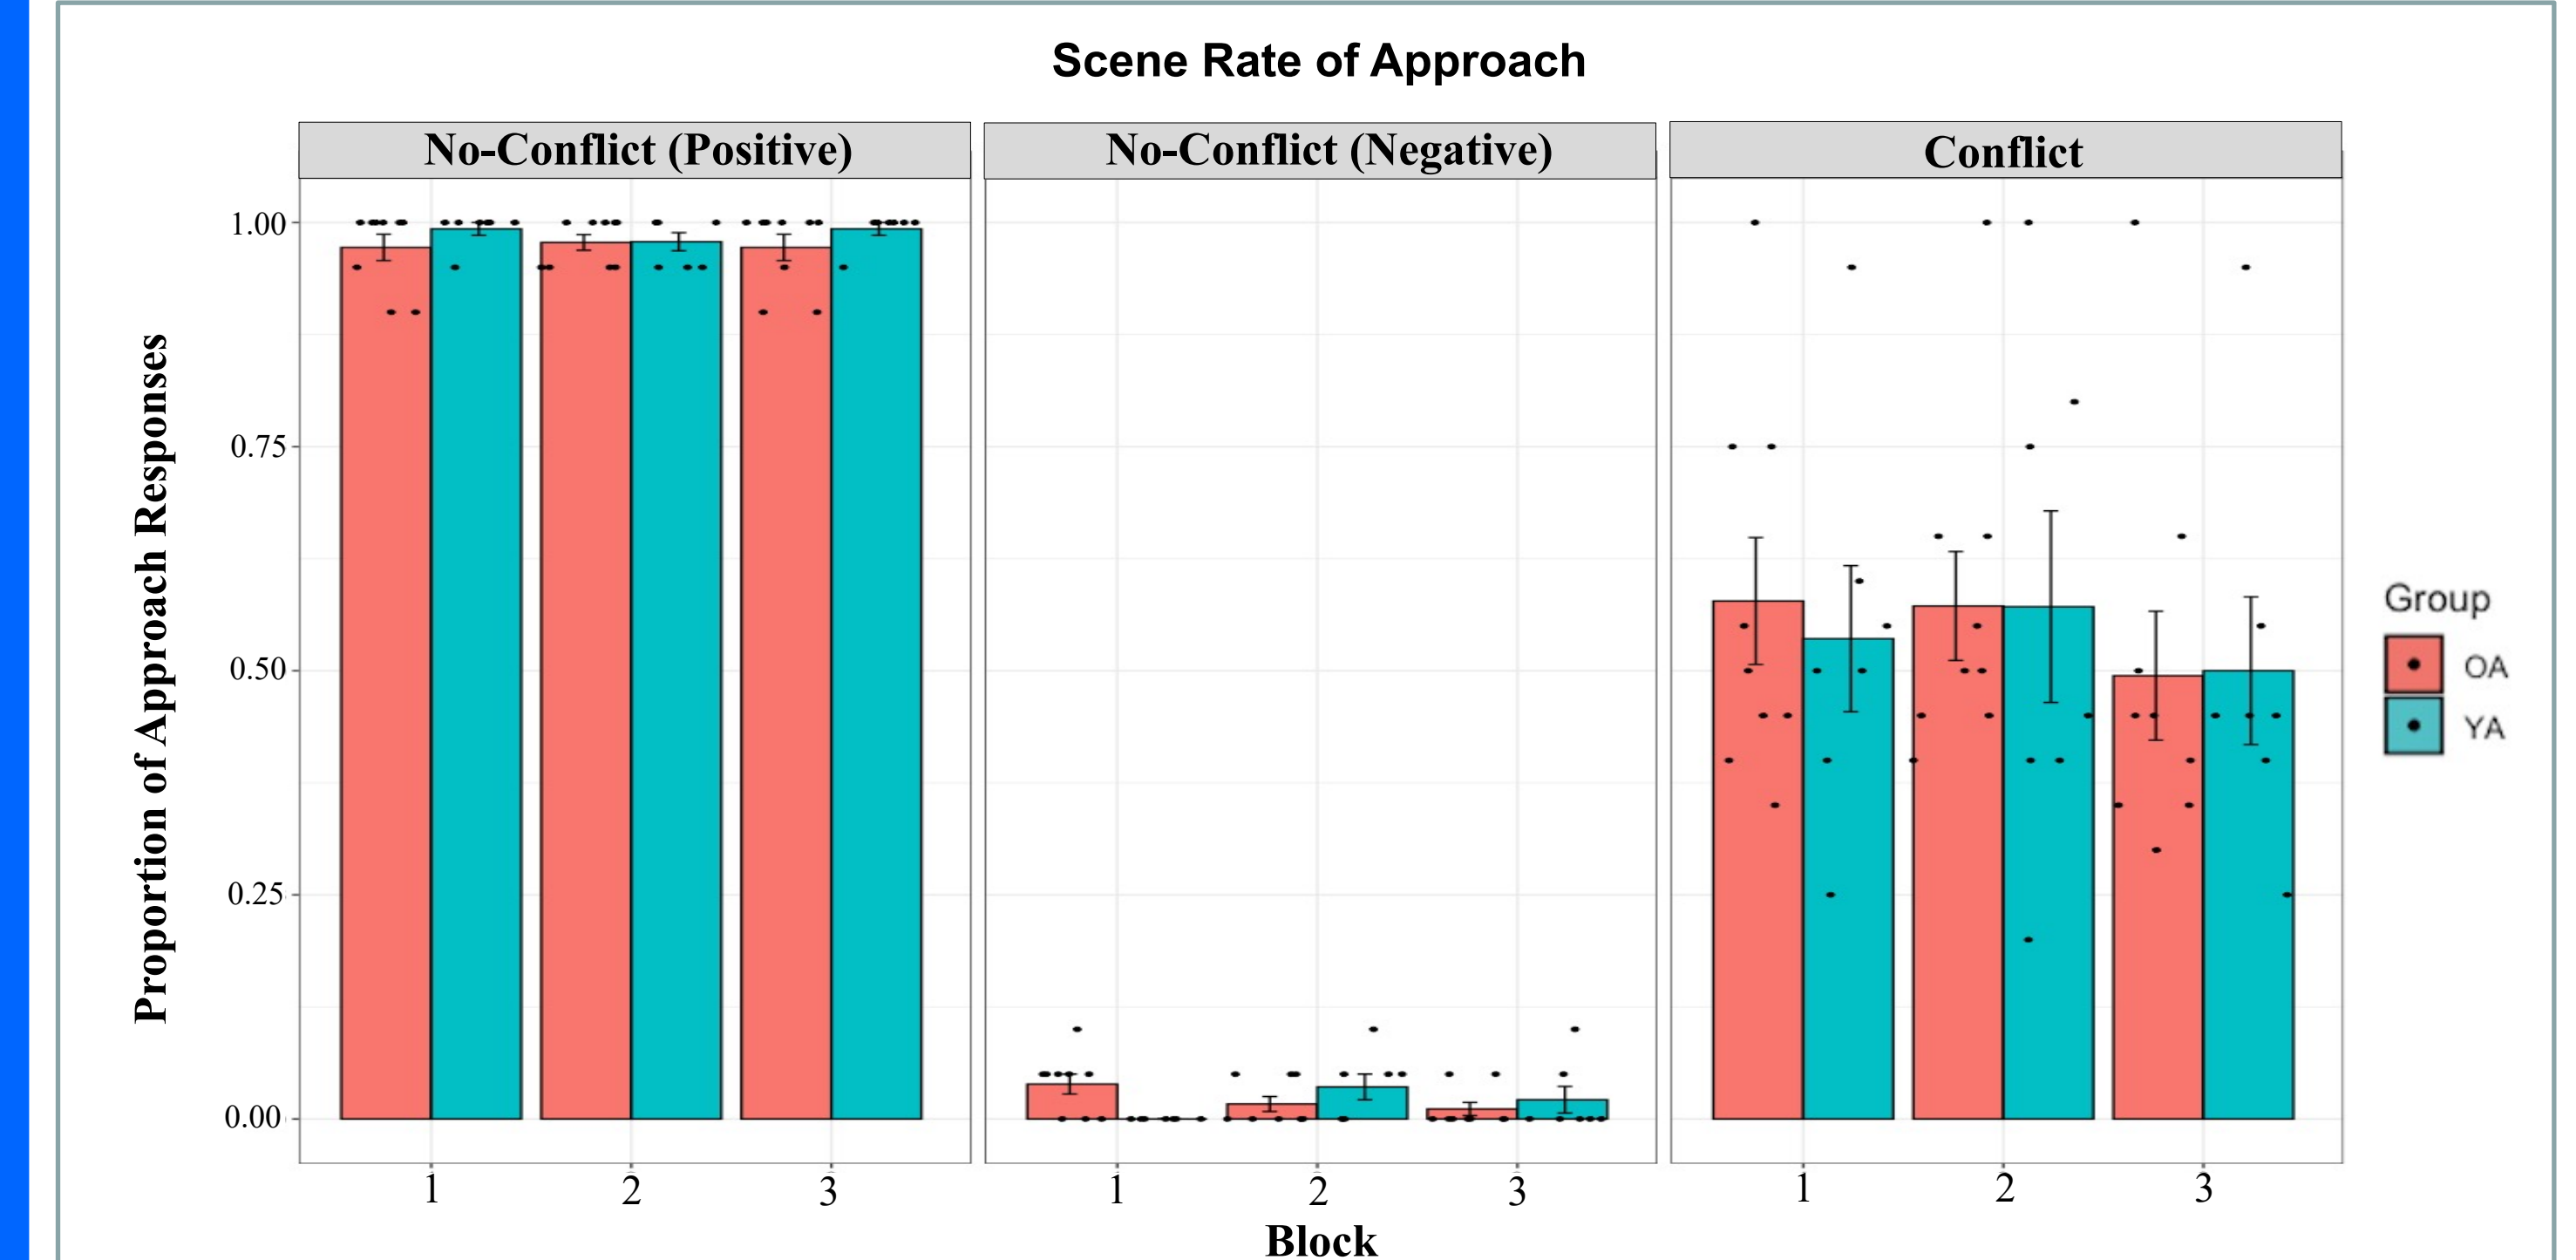 Scene Rate of Approach
No-Conflict (Positive)
No-Conflict (Negative)
Conflict
Proportion of Approach Responses
1.00
0.75
0.50
0.25
0.00
1 2 3
1 2 3
1 2 3
Block
Group
OA
YA